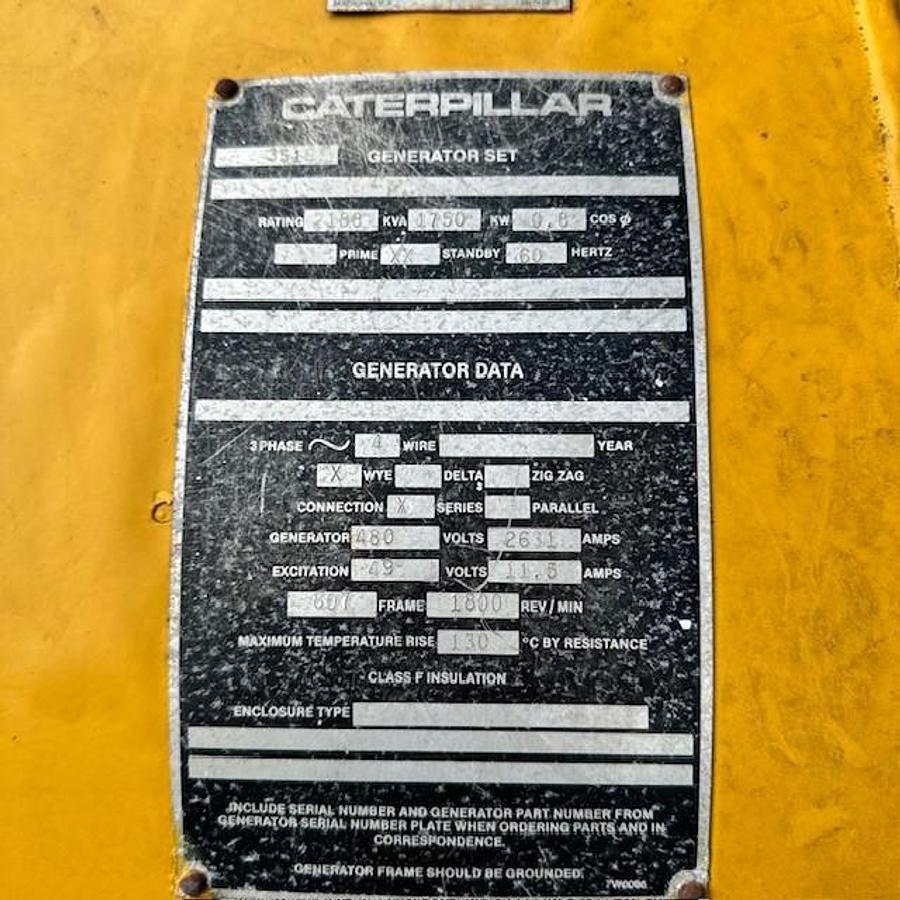 CATERPILLAR
GENERATOR SET
RATING 2188 KVA 1750 KW 0.8 COS φ
PRIME XX STANDBY 60 HERTZ
GENERATOR DATA
3 PHASE ~ 4 WIRE YEAR
X WYE DELTA ZIG ZAG
CONNECTION X SERIES PARALLEL
GENERATOR 480 VOLTS 2631 AMPS
EXCITATION 49 VOLTS 11.5 AMPS
FRAME 1800 REV/MIN
MAXIMUM TEMPERATURE RISE 130 °C BY RESISTANCE
CLASS F INSULATION
ENCLOSURE TYPE
INCLUDE SERIAL NUMBER AND GENERATOR PART NUMBER FROM
GENERATOR SERIAL NUMBER PLATE WHEN ORDERING PARTS AND IN
CORRESPONDENCE.
GENERATOR FRAME SHOULD BE GROUNDED.